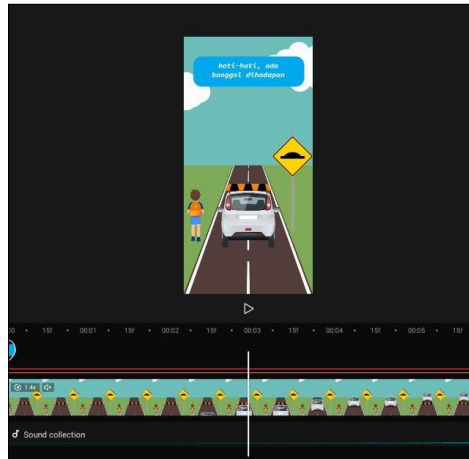 hati-hati, ada
bonggol dihadapan
00 • 15f • 00:01 • 15f • 00:02 • 15f • 00:03 • 15f • 00:04 • 15f • 00:05 • 15f
1.4x
Sound collection